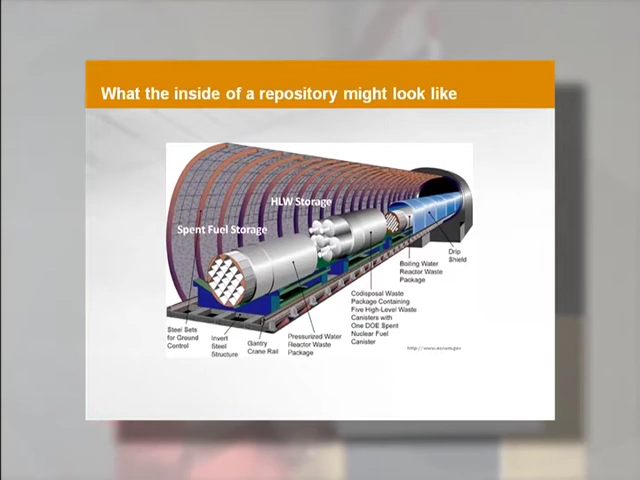 What the inside of a repository might look like
HLW Storage
Spent Fuel Storage
Drip
Shield
Boiling Water
Reactor Waste
Package
Codisposal Waste
Package Containing
Five High-Level Waste
Canisters with
One DOE Spent
Nuclear Fuel
Canister
Steel Sets
for Ground
Control
Invert
Steel
Structure
Gantry
Crane Rail
Pressurized Water
Reactor Waste
Package